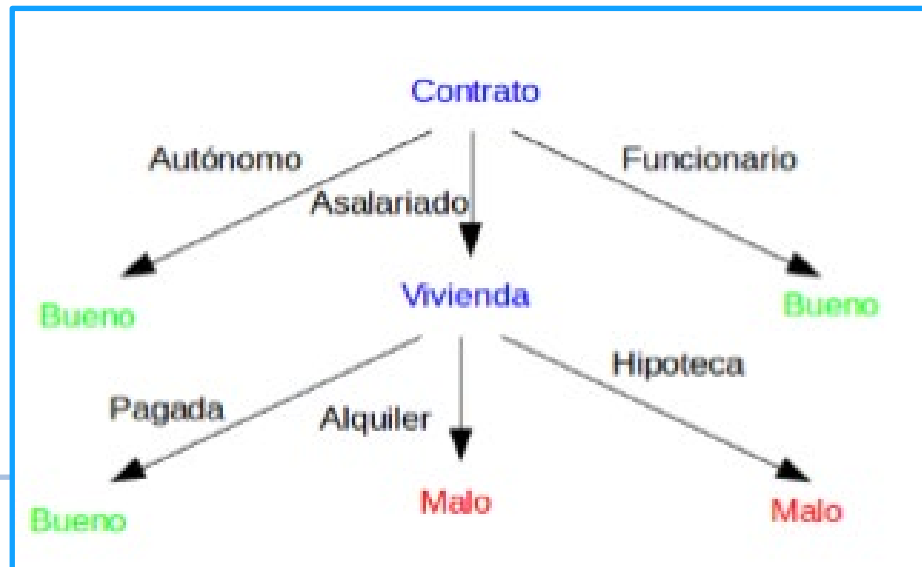 Contrato
Autónomo
Funcionario
Asalariado
Vivienda
Bueno
Bueno
Hipoteca
Pagada
Alquiler
Malo
Malo
Bueno